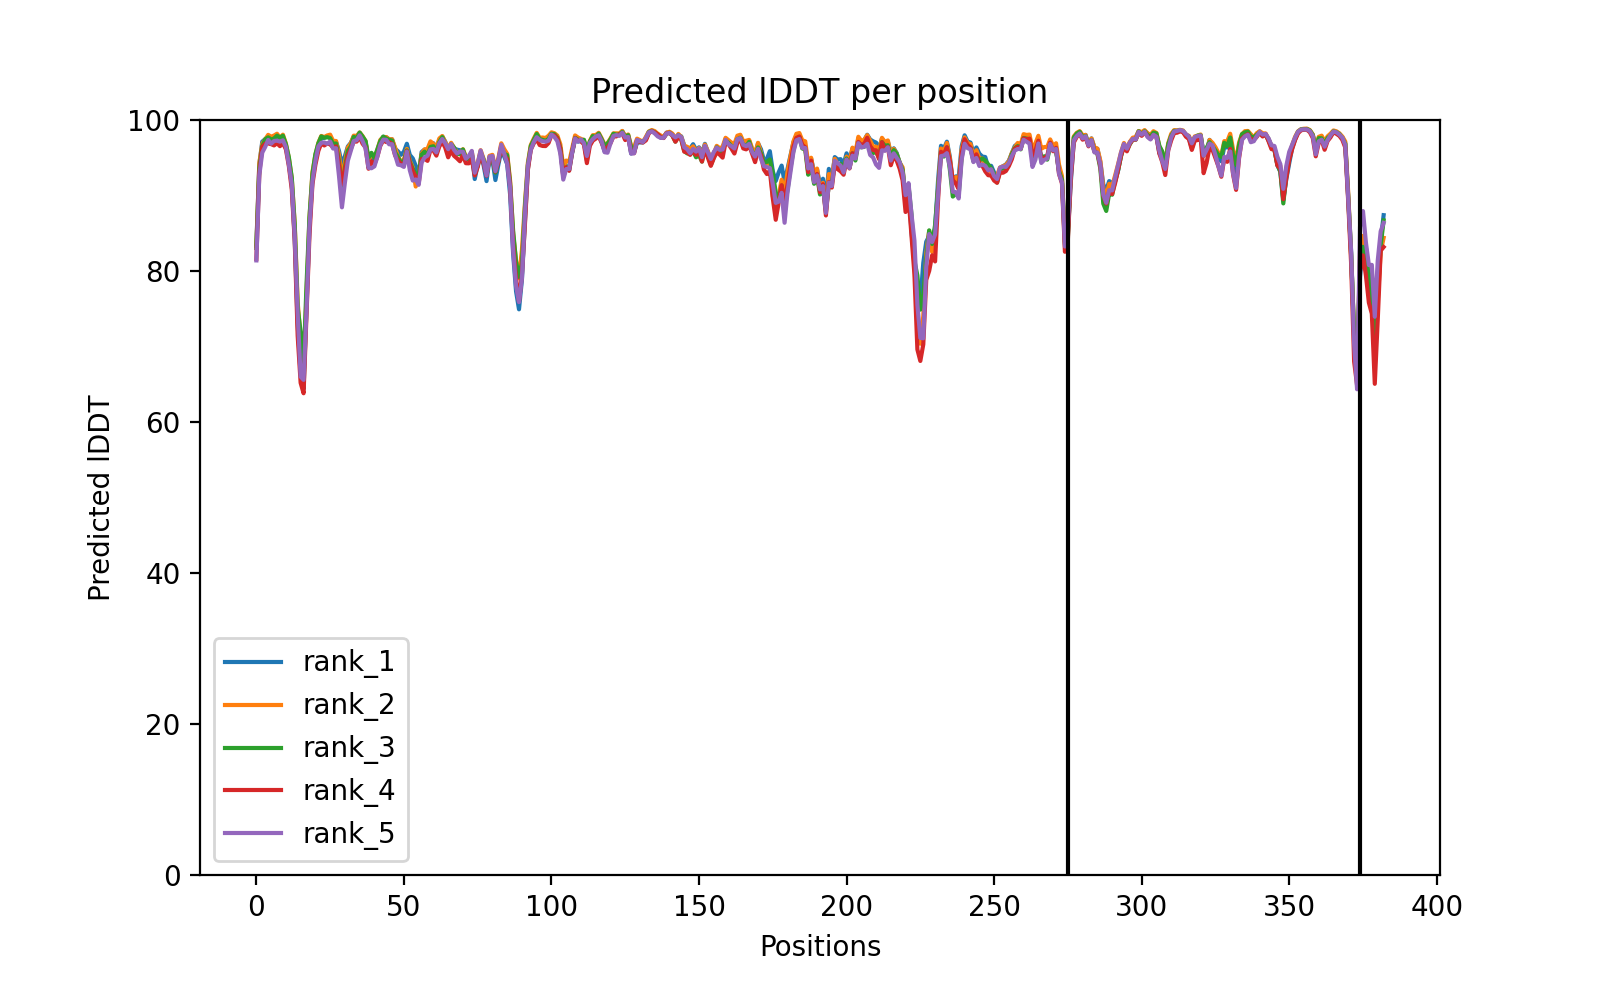 Predicted lDDT per position
100
80
60
40
20
0
Predicted lDDT
rank_1
rank_2
rank_3
rank_4
rank_5
0 50 100 150 200 250 300 350 400
Positions